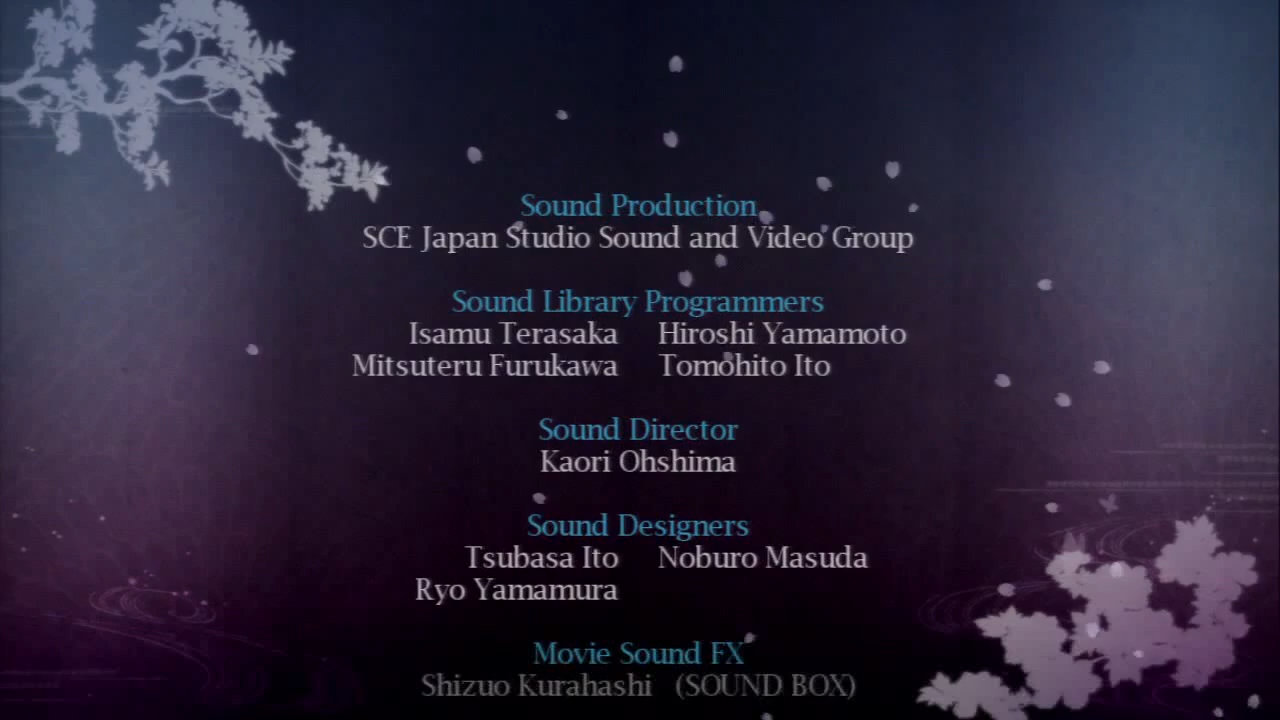 Sound Production
SCE Japan Studio Sound and Video Group
Sound Library Programmers
Isamu Terasaka Hiroshi Yamamoto
Mitsuteru Furukawa Tomohito Ito
Sound Director
Kaori Ohshima
Sound Designers
Tsubasa Ito Noburo Masuda
Ryo Yamamura
Movie Sound FX
Shizuo Kurahashi (SOUND BOX)